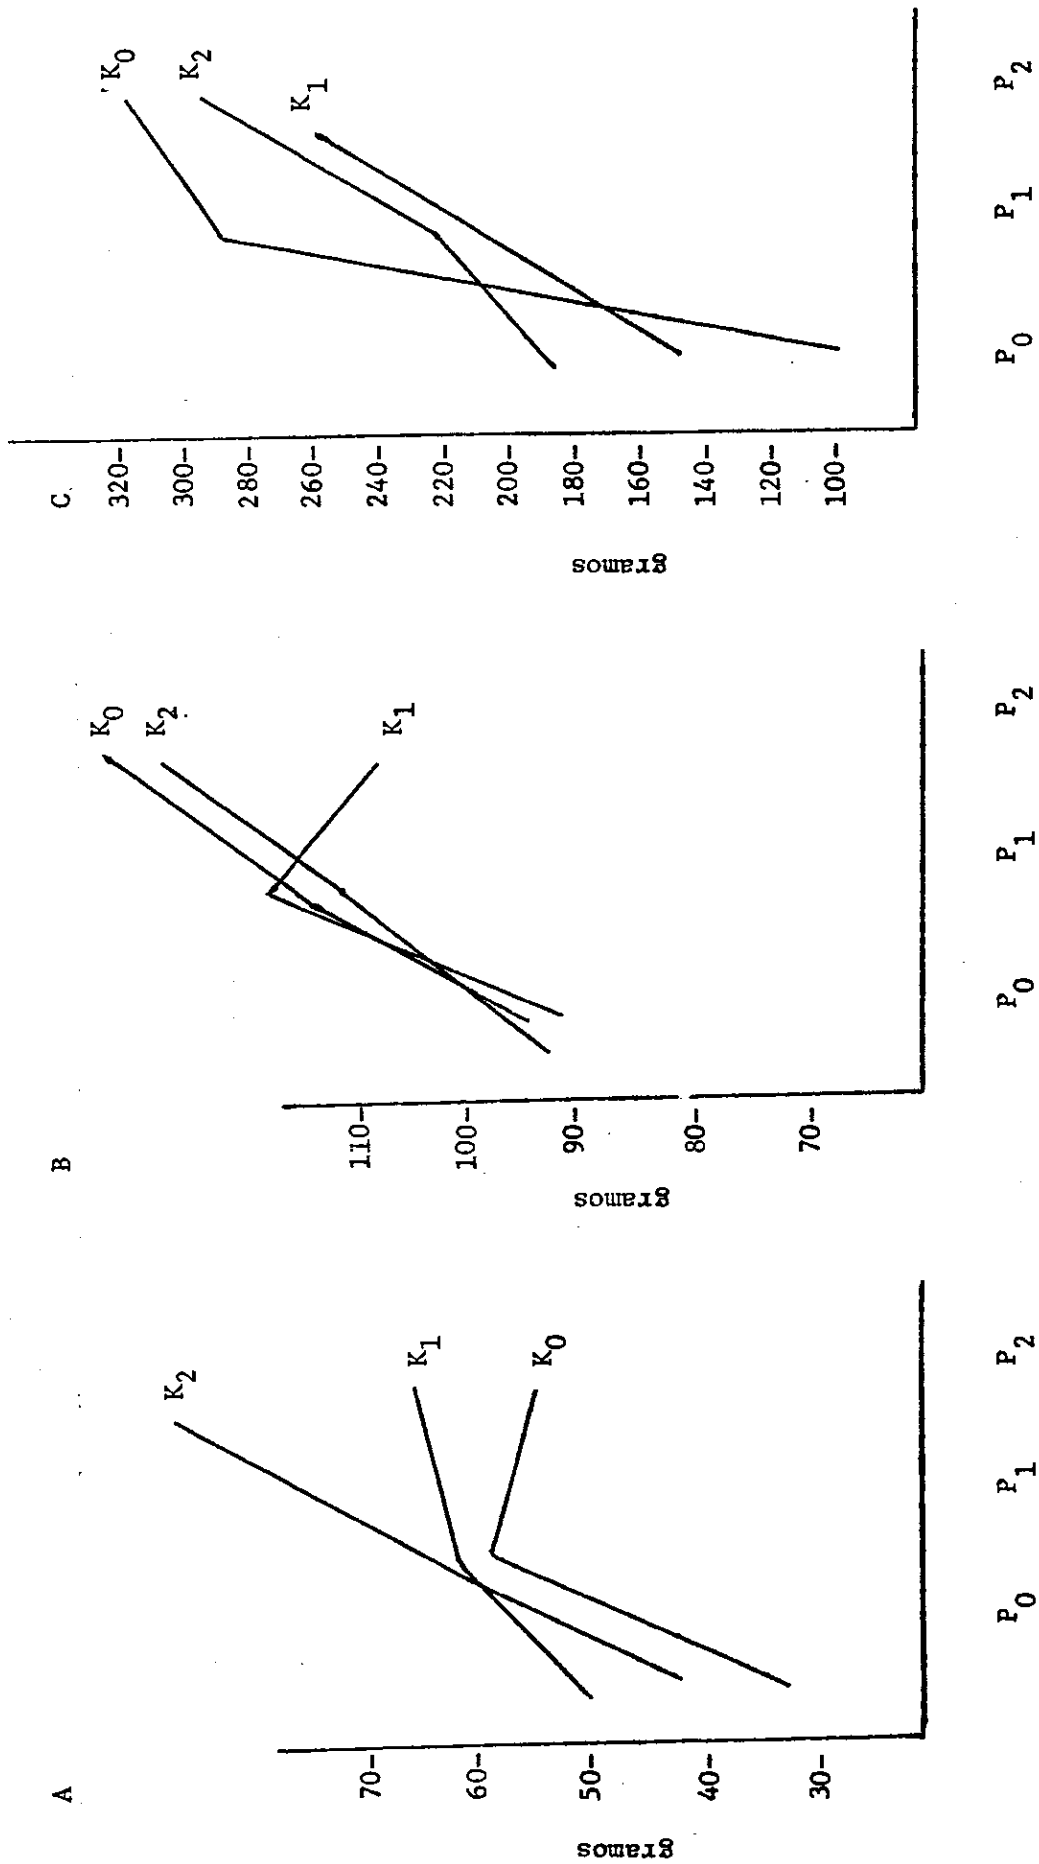 A
70-
60-
50-
40-
30-
gramos
K2
K1
K0
P0 P1 P2
B
110-
100-
90-
80-
70-
gramos
K0
K2
K1
P0 P1 P2
C
320-
300-
280-
260-
240-
220-
200-
180-
160-
140-
120-
100-
gramos
K0
K2
K1
P0 P1 P2